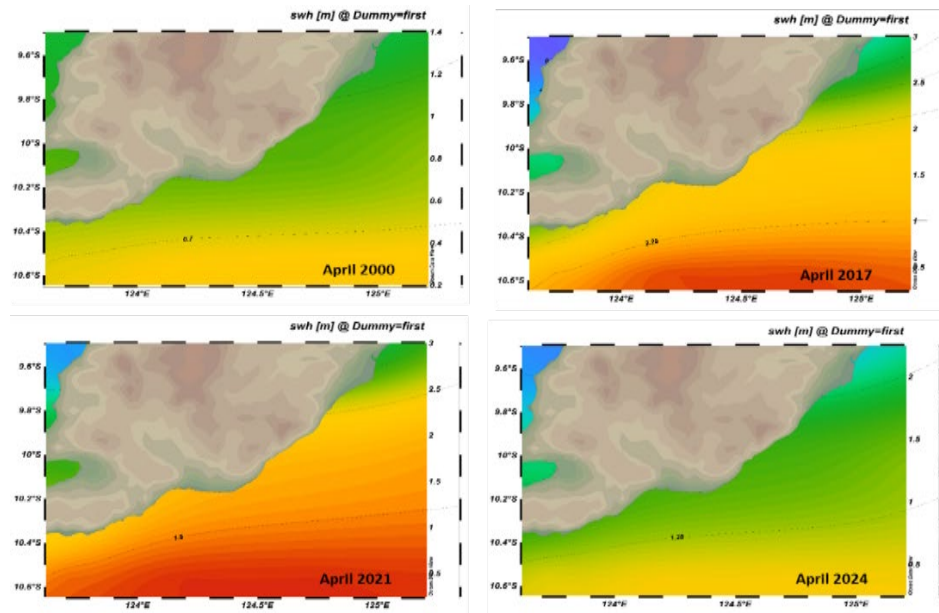 swh [m] @ Dummy=first
9.6°S
9.8°S
10°S
10.2°S
10.4°S
10.6°S
1.4
1.2
1
0.8
0.6
0.4
0.2
0.7
April 2000
124°E
124.5°E
125°E
swh [m] @ Dummy=first
9.6°S
9.8°S
10°S
10.2°S
10.4°S
10.6°S
3
2.5
2
1.5
1
April 2017
124°E
124.5°E
125°E
swh [m] @ Dummy=first
9.6°S
9.8°S
10°S
10.2°S
10.4°S
10.6°S
3
2.5
2
1.5
1
1.9
April 2021
124°E
124.5°E
125°E
swh [m] @ Dummy=first
9.6°S
9.8°S
10°S
10.2°S
10.4°S
2
1.5
1
1.28
April 2024
124°E
124.5°E
125°E